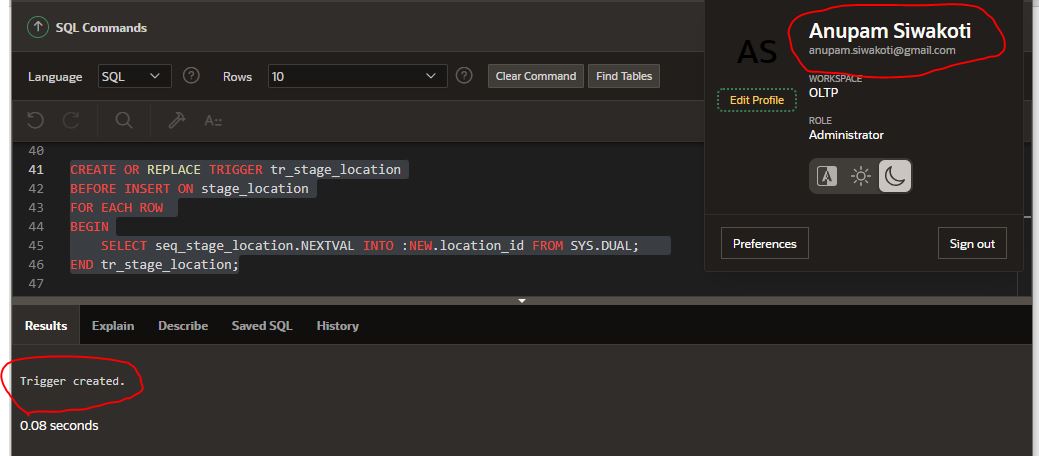 SQL Commands
Language SQL Rows 10 Clear Command Find Tables
40
41 CREATE OR REPLACE TRIGGER tr_stage_location
42 BEFORE INSERT ON stage_location
43 FOR EACH ROW
44 BEGIN
45 SELECT seq_stage_location.NEXTVAL INTO :NEW.location_id FROM SYS.DUAL;
46 END tr_stage_location;
47
AS
Anupam Siwakoti
anupam.siwakoti@gmail.com
Edit Profile
WORKSPACE
OLTP
ROLE
Administrator
Preferences Sign out
Results Explain Describe Saved SQL History
Trigger created.
0.08 seconds